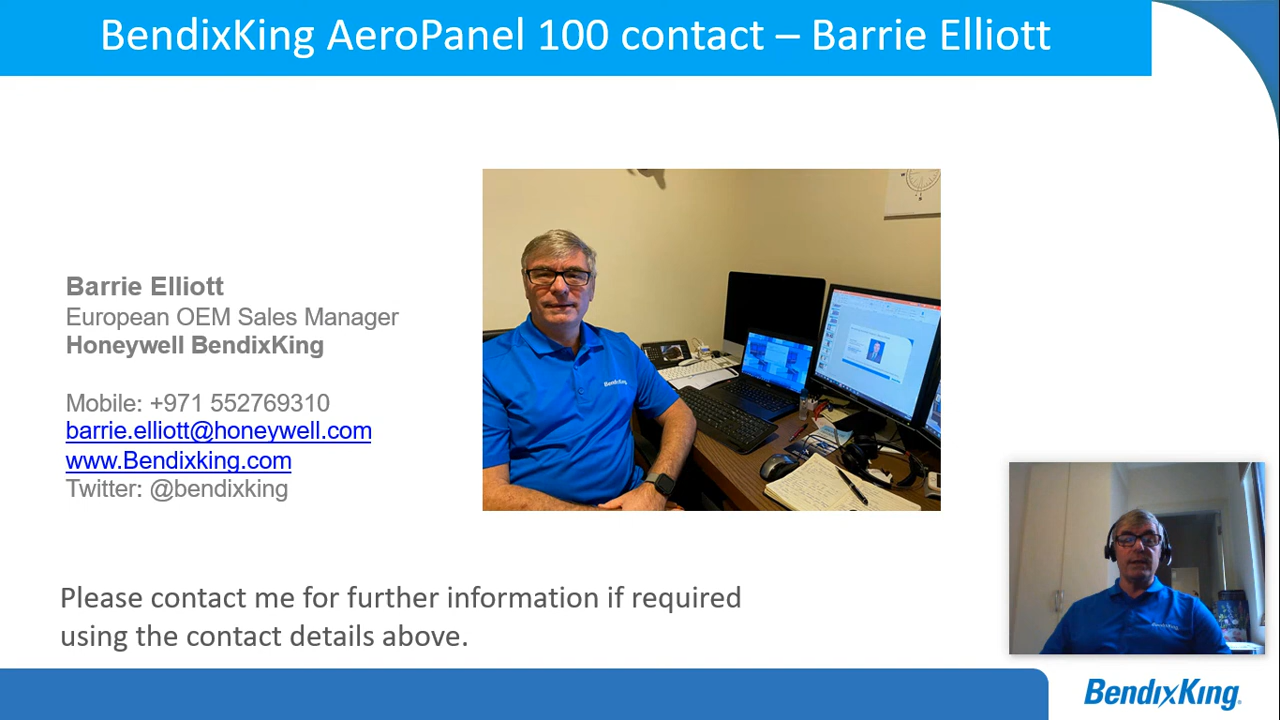 BendixKing AeroPanel 100 contact – Barrie Elliott
Barrie Elliott
European OEM Sales Manager
Honeywell BendixKing
Mobile: +971 552769310
barrie.elliott@honeywell.com
www.Bendixking.com
Twitter: @bendixking
BendixKing
Please contact me for further information if required
using the contact details above.
BendixKing
BendixKing